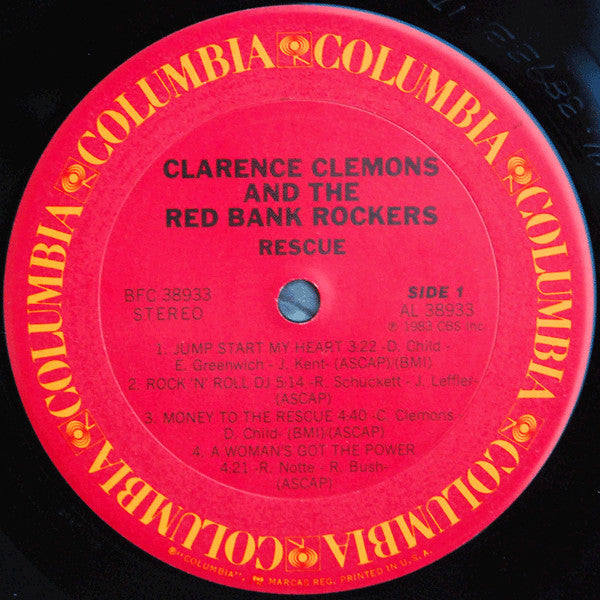 COLUMBIA COLUMBIA COLUMBIA COLUMBIA COLUMBIA COLUMBIA
CLARENCE CLEMONS
AND THE
RED BANK ROCKERS
RESCUE
BFC 38933
STEREO
SIDE 1
AL 38933
℗ 1983 CBS Inc.
1. JUMP START MY HEART 3:22 -D. Child-
E. Greenwich - J. Kent- (ASCAP)(BMI)
2. ROCK 'N' ROLL DJ 5:14 -R. Schuckett - J. Leffler-
(ASCAP)
3. MONEY TO THE RESCUE 4:40 -C. Clemons
D. Child- (BMI)(ASCAP)
4. A WOMAN'S GOT THE POWER
4:21 -R. Notte - R. Bush-
(ASCAP)
®"COLUMBIA", MARCAS REG. PRINTED IN U.S.A.